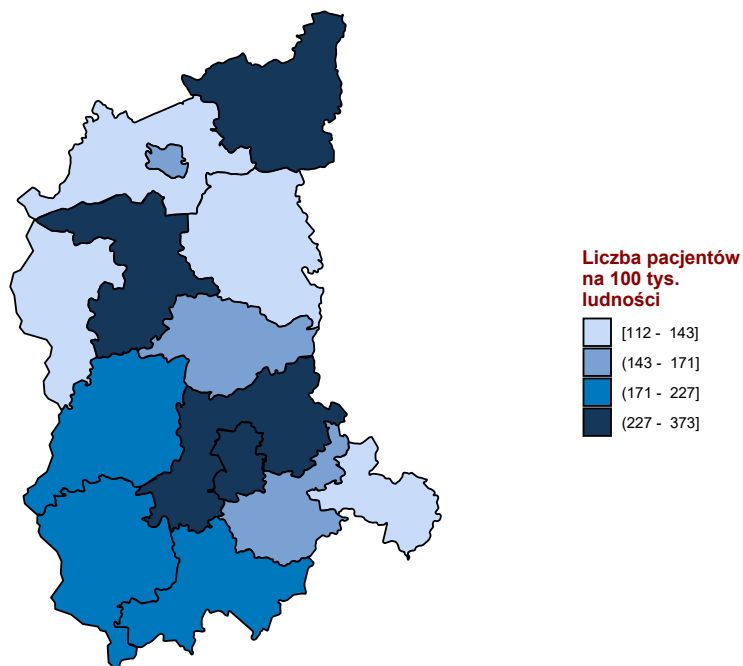 Liczba pacjentów
na 100 tys.
ludności
[112 - 143]
(143 - 171]
(171 - 227]
(227 - 373]